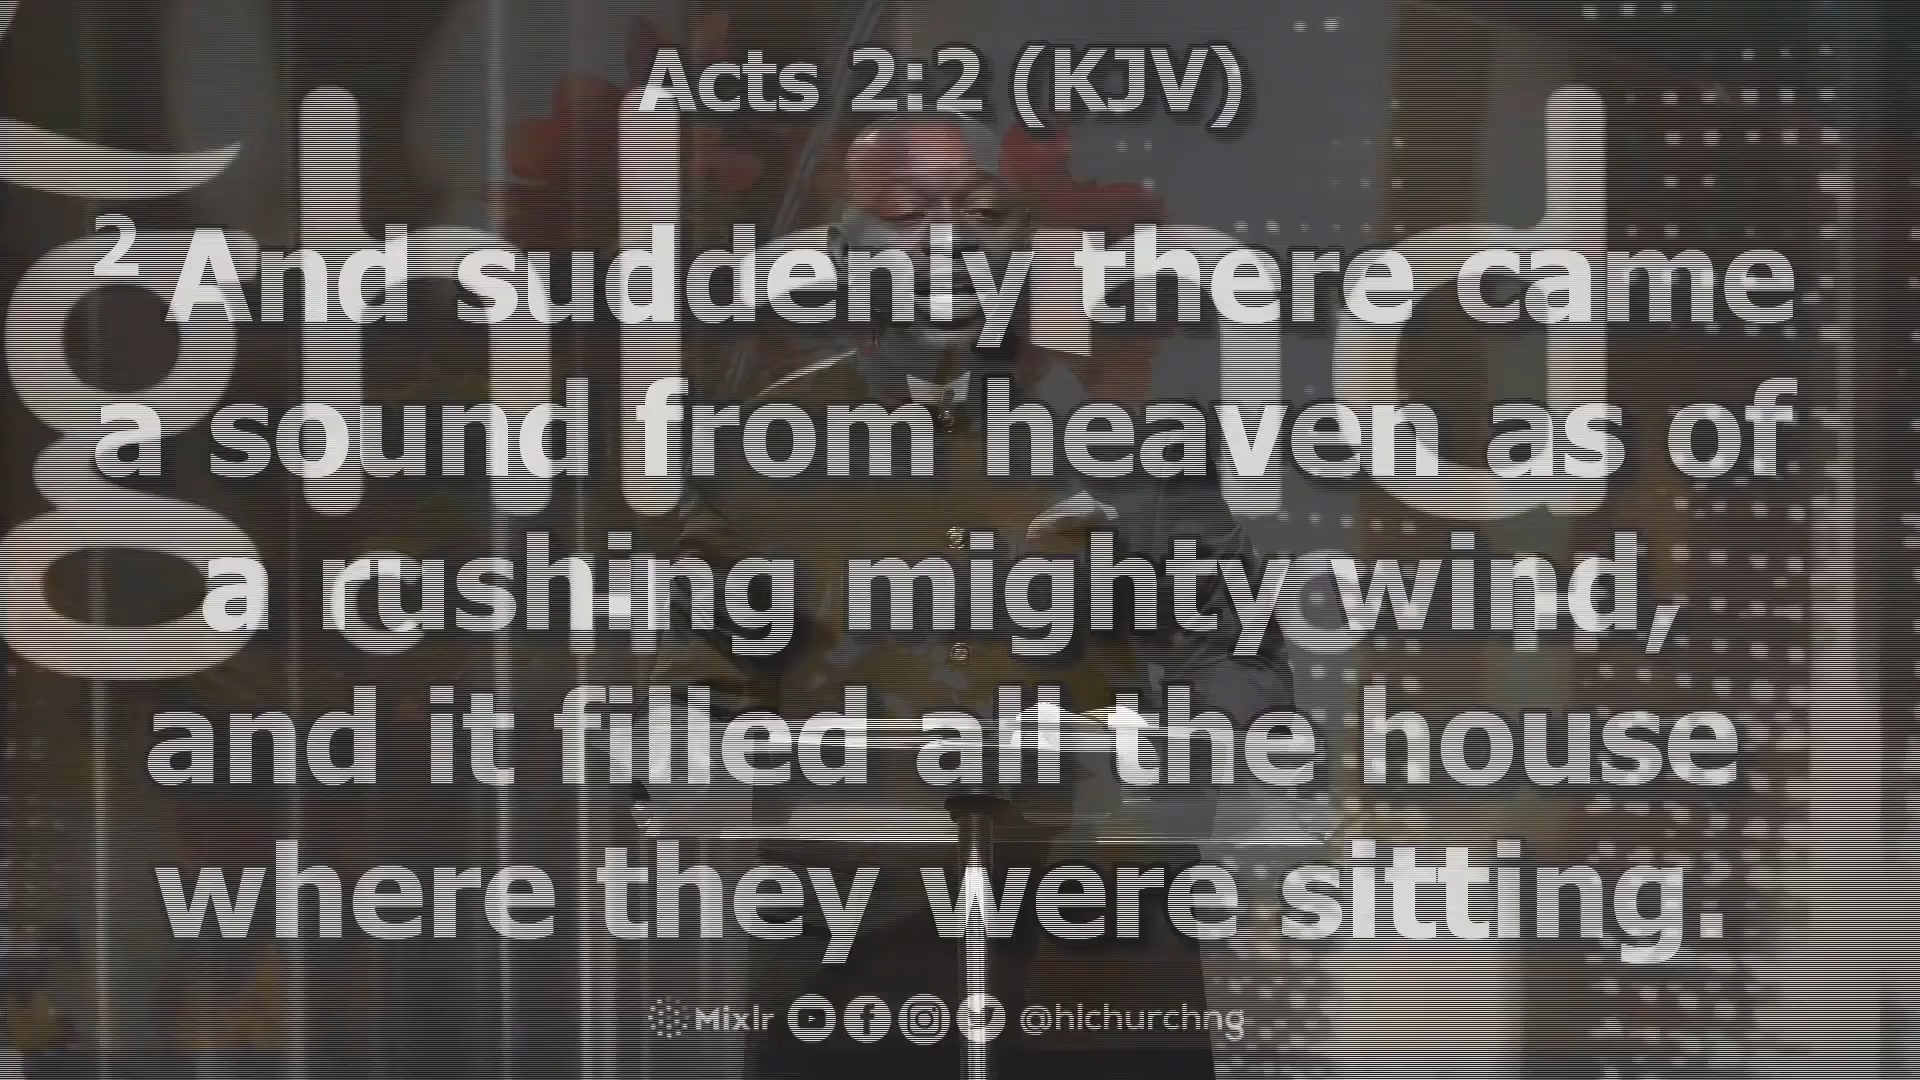 Acts 2:2 (KJV)
2 And suddenly there came
a sound from heaven as of
a rushing mighty wind,
and it filled all the house
where they were sitting.
Mixlr @hlchurchng